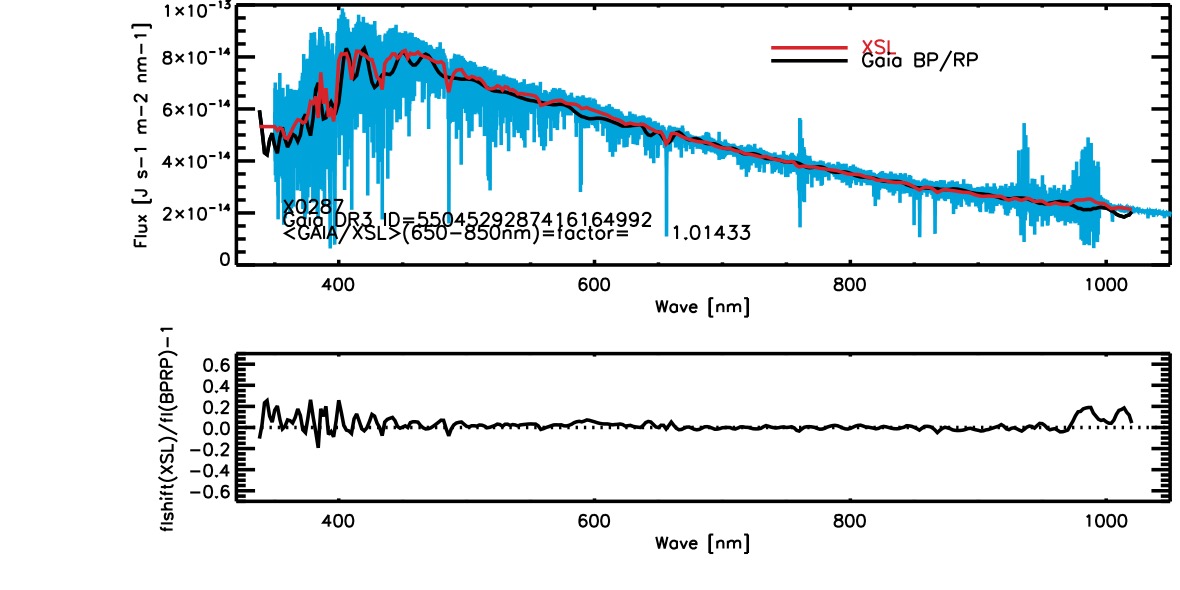 1×10−13
8×10−14
6×10−14
4×10−14
2×10−14
0
Flux [J s−1 m−2 nm−1]
XSL
Gaia BP/RP
X0287
Gaia DR3 ID=5504529287416164992
<GAIA/XSL>(650−850nm)=factor= 1.01433
400 600 800 1000
Wave [nm]
flshift(XSL)/fl(BPRP)−1
0.6
0.4
0.2
0.0
−0.2
−0.4
−0.6
400 600 800 1000
Wave [nm]